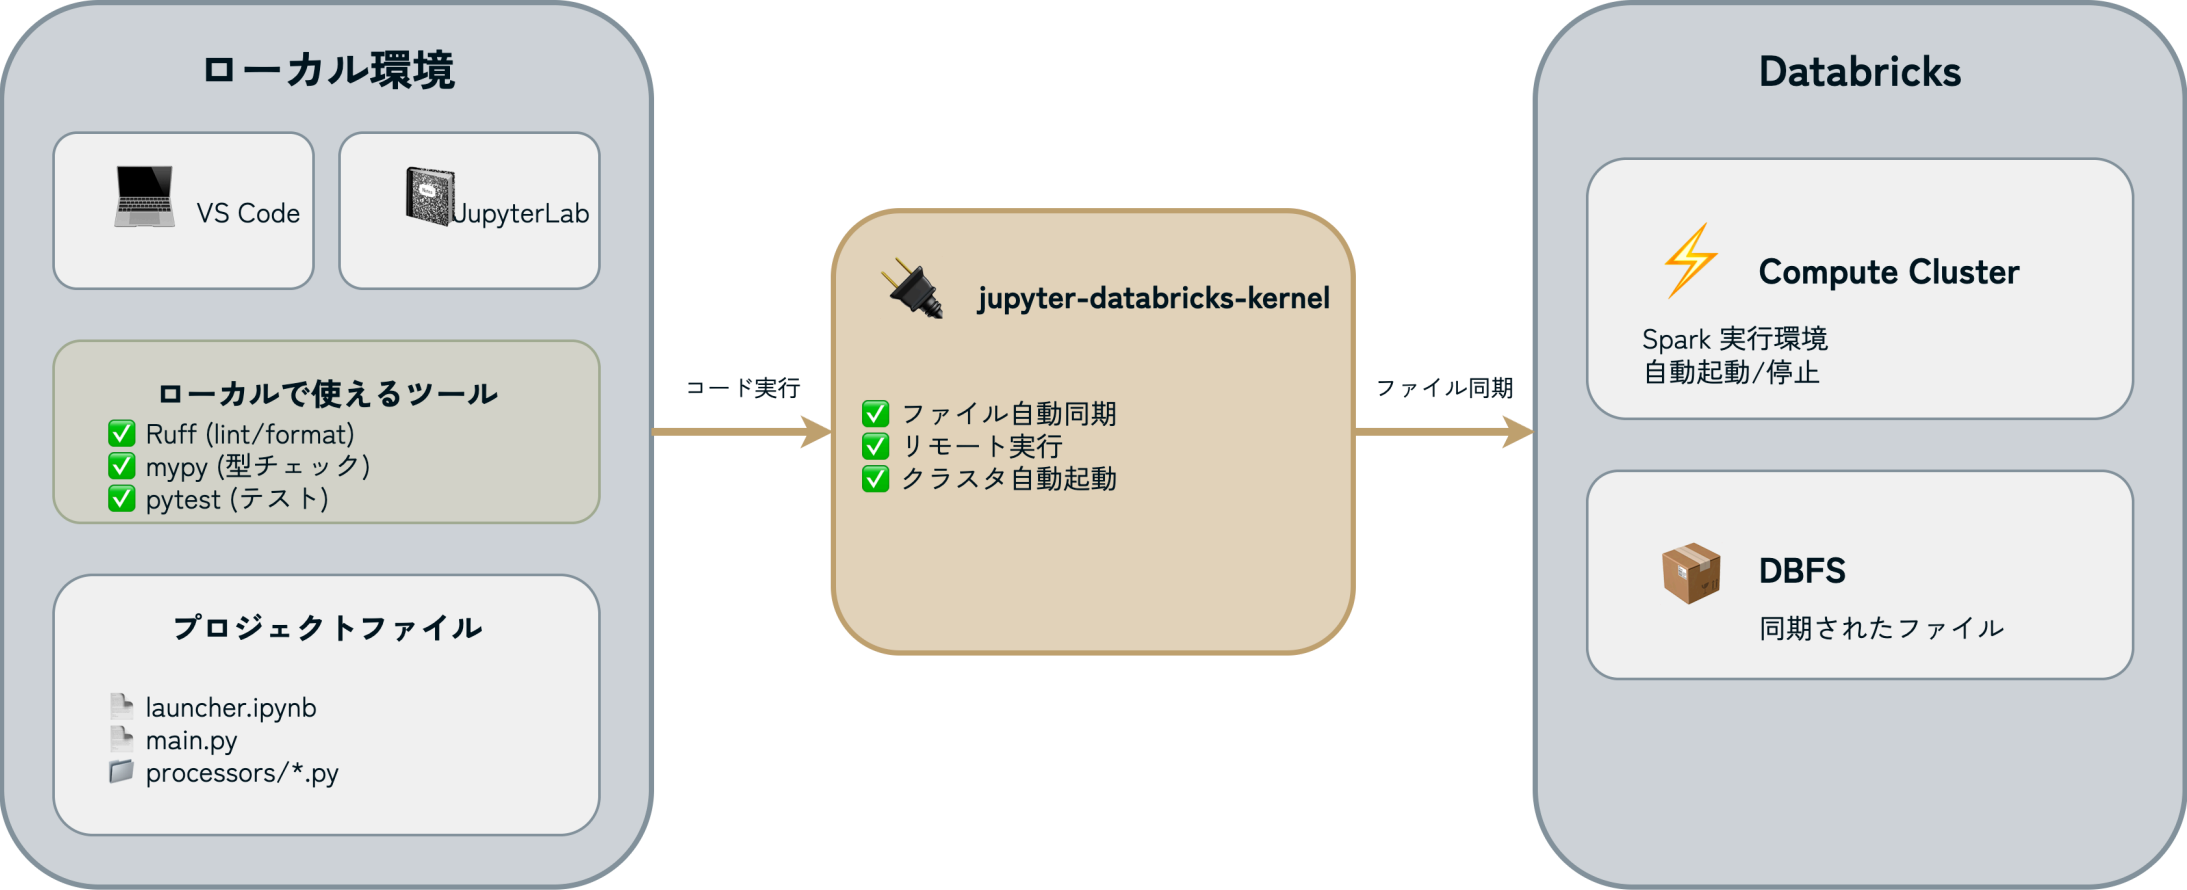 ローカル環境
VS Code
JupyterLab
ローカルで使えるツール
✅ Ruff (lint/format)
✅ mypy (型チェック)
✅ pytest (テスト)
プロジェクトファイル
launcher.ipynb
main.py
processors/*.py
コード実行
jupyter-databricks-kernel
✅ ファイル自動同期
✅ リモート実行
✅ クラスタ自動起動
ファイル同期
Databricks
Compute Cluster
Spark 実行環境
自動起動/停止
DBFS
同期されたファイル